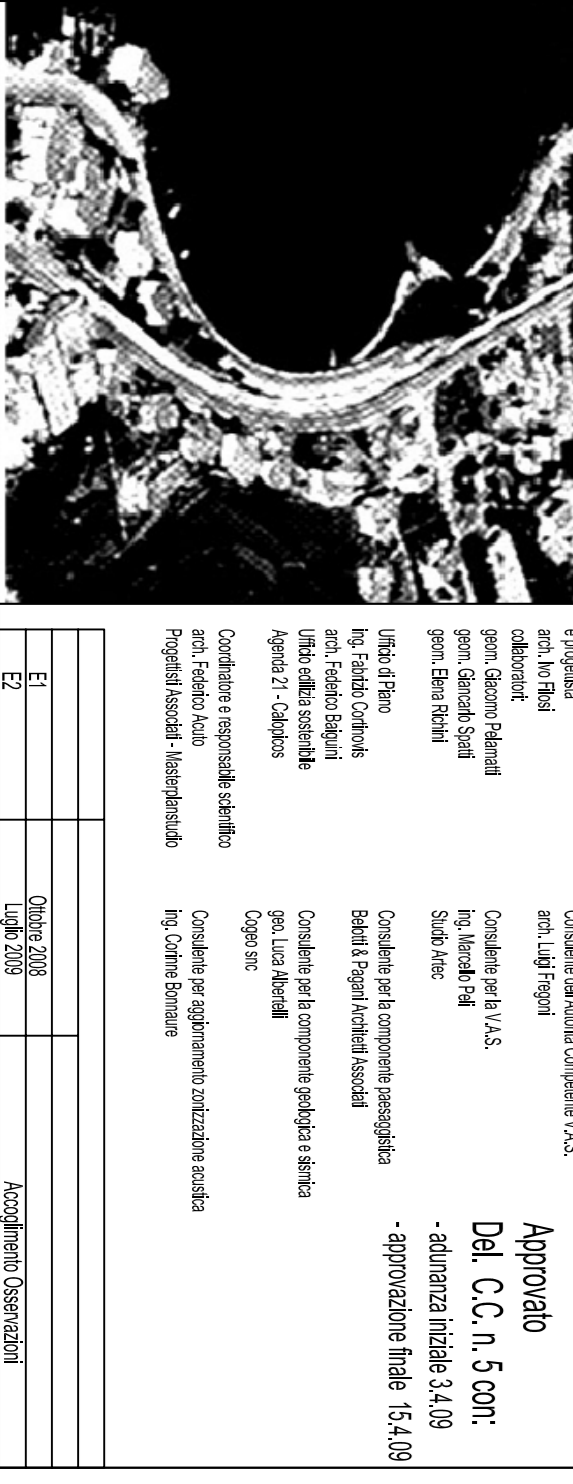 e progettista
arch. Ivo Filosi
collaboratori:
geom. Giacomo Pelamatti
geom. Giancarlo Spatti
geom. Elena Richini
Ufficio di Piano
ing. Fabrizio Cortinovis
arch. Federico Baiguini
Ufficio edilizia sostenibile
Agenda 21 - Calopicos
Coordinatore e responsabile scientifico
arch. Federico Acuto
Progettisti Associati - Masterplanstudio
Consulente dell'Autorità Competente V.A.S.
arch. Luigi Fregoni
Consulente per la V.A.S.
ing. Marcello Peli
Studio Artec
Consulente per la componente paesaggistica
Belotti & Pagani Architetti Associati
Consulente per la componente geologica e sismica
geo. Luca Albertelli
Cogeo snc
Consulente per aggiornamento zonizzazione acustica
ing. Corinne Bonnaure
Approvato
Del. C.C. n. 5 con:
- adunanza iniziale 3.4.09
- approvazione finale 15.4.09
E1 Ottobre 2008
E2 Luglio 2009 Accoglimento Osservazioni